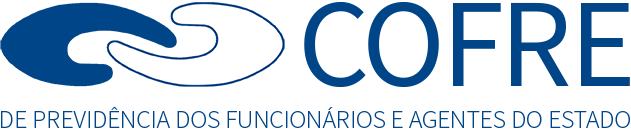 COFRE
DE PREVIDÊNCIA DOS FUNCIONÁRIOS E AGENTES DO ESTADO